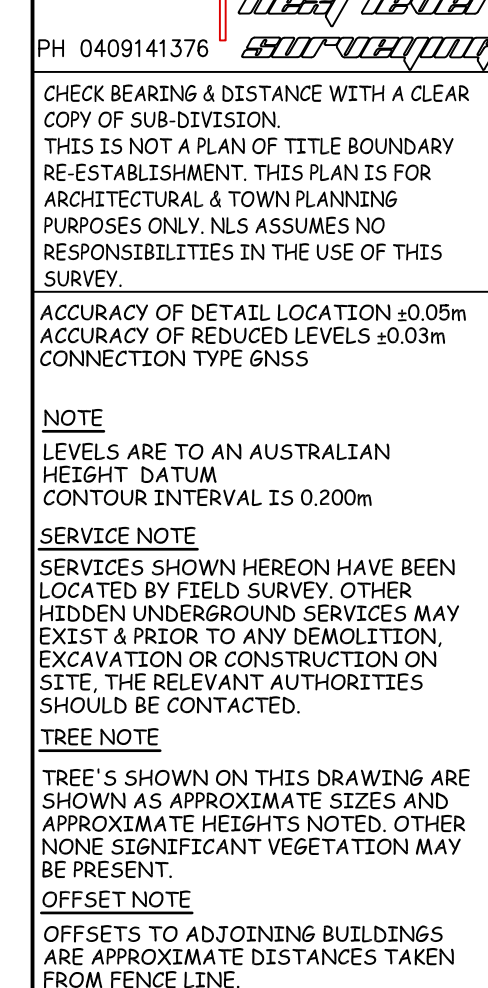 next level
PH 0409141376
surveying
CHECK BEARING & DISTANCE WITH A CLEAR
COPY OF SUB-DIVISION.
THIS IS NOT A PLAN OF TITLE BOUNDARY
RE-ESTABLISHMENT. THIS PLAN IS FOR
ARCHITECTURAL & TOWN PLANNING
PURPOSES ONLY. NLS ASSUMES NO
RESPONSIBILITIES IN THE USE OF THIS
SURVEY.
ACCURACY OF DETAIL LOCATION ±0.05m
ACCURACY OF REDUCED LEVELS ±0.03m
CONNECTION TYPE GNSS
NOTE
LEVELS ARE TO AN AUSTRALIAN
HEIGHT DATUM
CONTOUR INTERVAL IS 0.200m
SERVICE NOTE
SERVICES SHOWN HEREON HAVE BEEN
LOCATED BY FIELD SURVEY. OTHER
HIDDEN UNDERGROUND SERVICES MAY
EXIST & PRIOR TO ANY DEMOLITION,
EXCAVATION OR CONSTRUCTION ON
SITE, THE RELEVANT AUTHORITIES
SHOULD BE CONTACTED.
TREE NOTE
TREE'S SHOWN ON THIS DRAWING ARE
SHOWN AS APPROXIMATE SIZES AND
APPROXIMATE HEIGHTS NOTED. OTHER
NONE SIGNIFICANT VEGETATION MAY
BE PRESENT.
OFFSET NOTE
OFFSETS TO ADJOINING BUILDINGS
ARE APPROXIMATE DISTANCES TAKEN
FROM FENCE LINE.